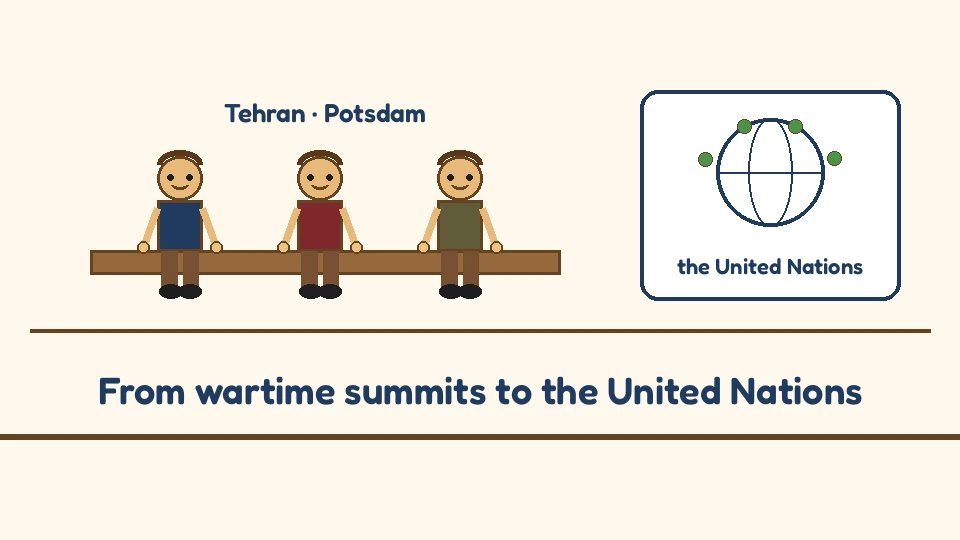 Tehran · Potsdam
the United Nations
From wartime summits to the United Nations